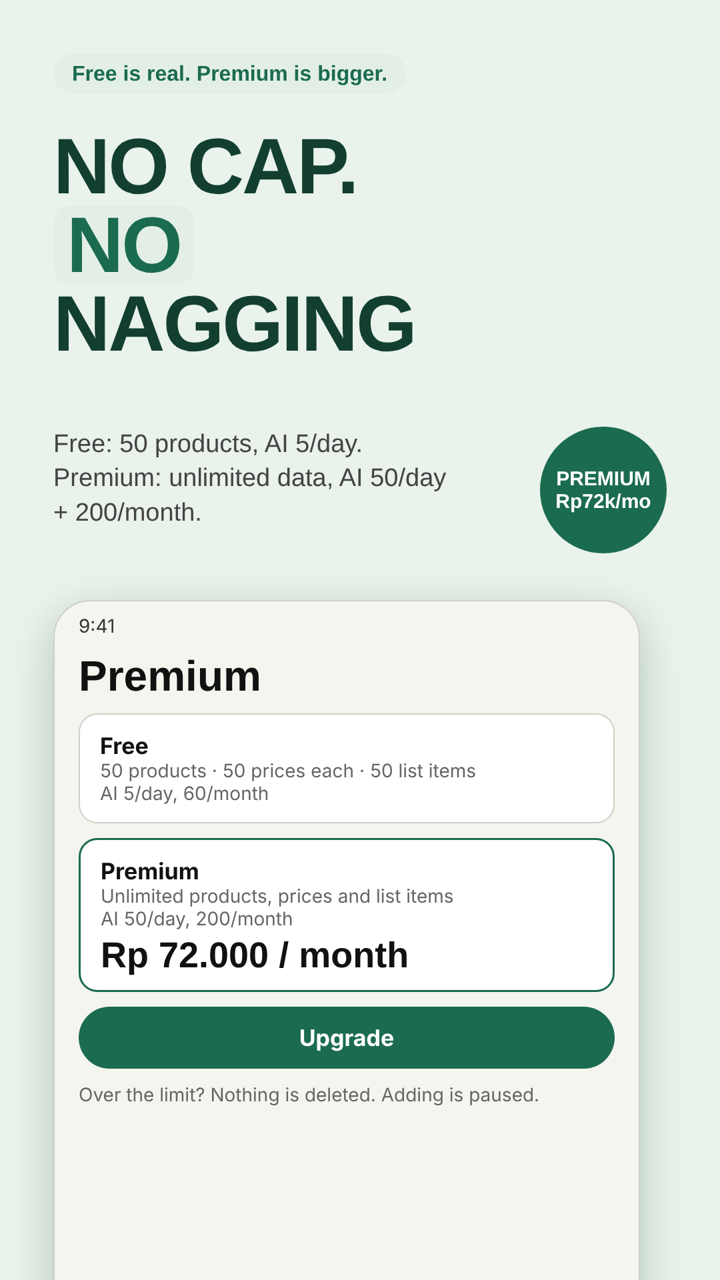 Free is real. Premium is bigger.
NO CAP.
NO
NAGGING
Free: 50 products, AI 5/day.
Premium: unlimited data, AI 50/day
+ 200/month.
PREMIUM
Rp72k/mo
9:41
Premium
Free
50 products · 50 prices each · 50 list items
AI 5/day, 60/month
Premium
Unlimited products, prices and list items
AI 50/day, 200/month
Rp 72.000 / month
Upgrade
Over the limit? Nothing is deleted. Adding is paused.